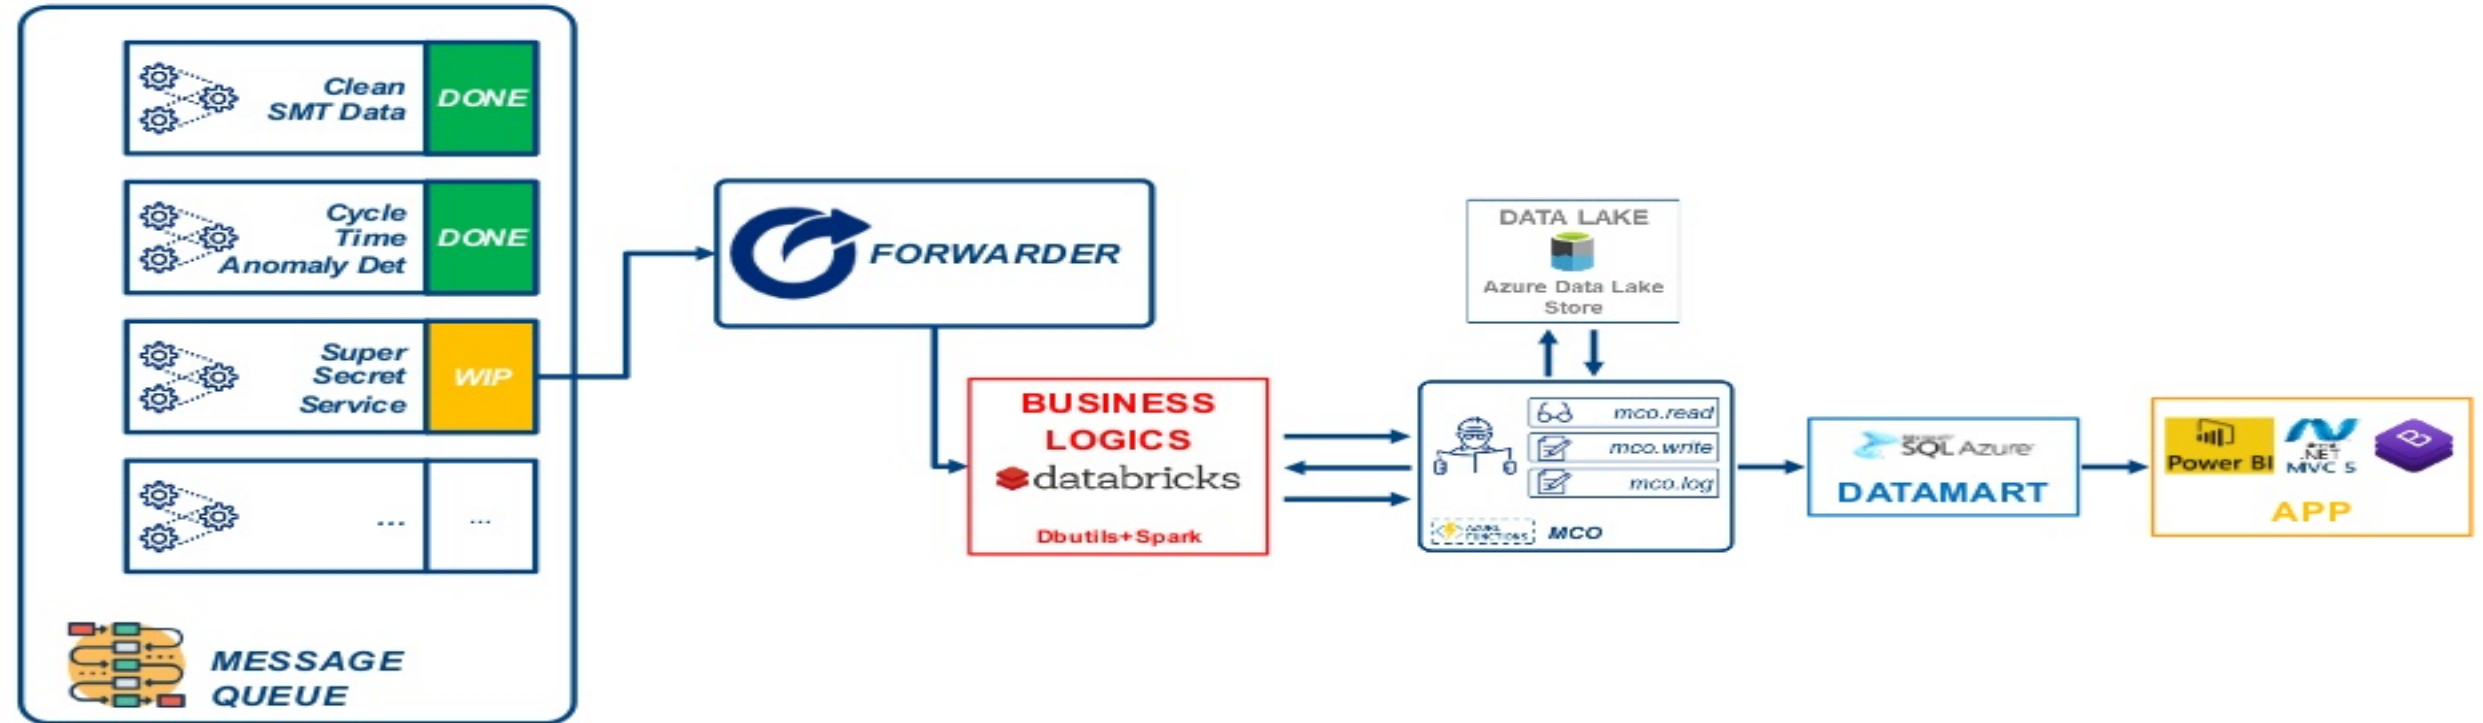 Clean
SMT Data
DONE
Cycle
Time
Anomaly Det
DONE
Super
Secret
Service
WIP
...
...
MESSAGE
QUEUE
FORWARDER
BUSINESS
LOGICS
databricks
Dbutils+Spark
DATA LAKE
Azure Data Lake
Store
mco.read
mco.write
mco.log
AZURE
FUNCTIONS
MCO
SQL Azure
DATAMART
Power BI
.NET
MVC 5
B
APP